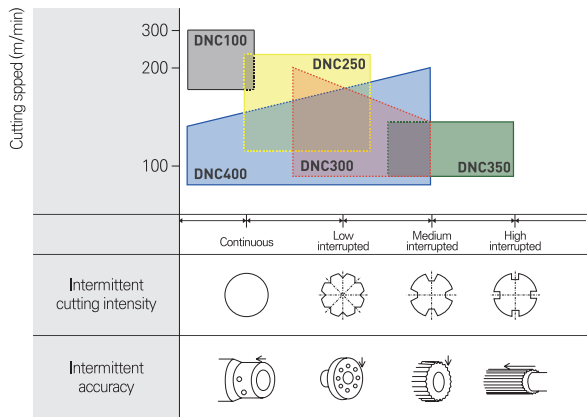 Cutting spped (m/min)
300
200
100
DNC100
DNC250
DNC400
DNC300
DNC350
Continuous
Low
interrupted
Medium
interrupted
High
interrupted
Intermittent
cutting intensity
Intermittent
accuracy